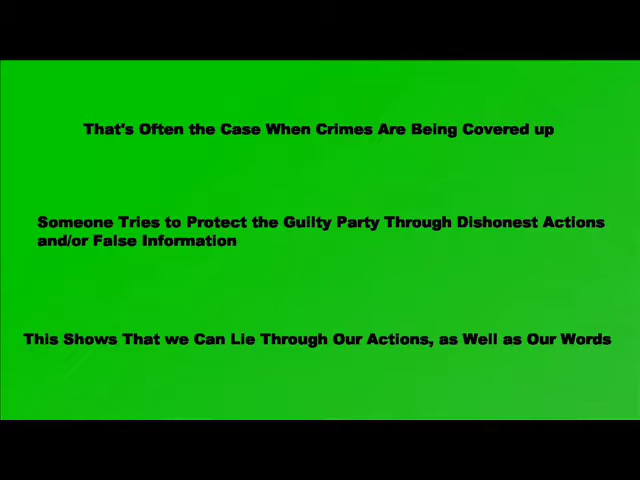 That's Often the Case When Crimes Are Being Covered up
Someone Tries to Protect the Guilty Party Through Dishonest Actions
and/or False Information
This Shows That we Can Lie Through Our Actions, as Well as Our Words